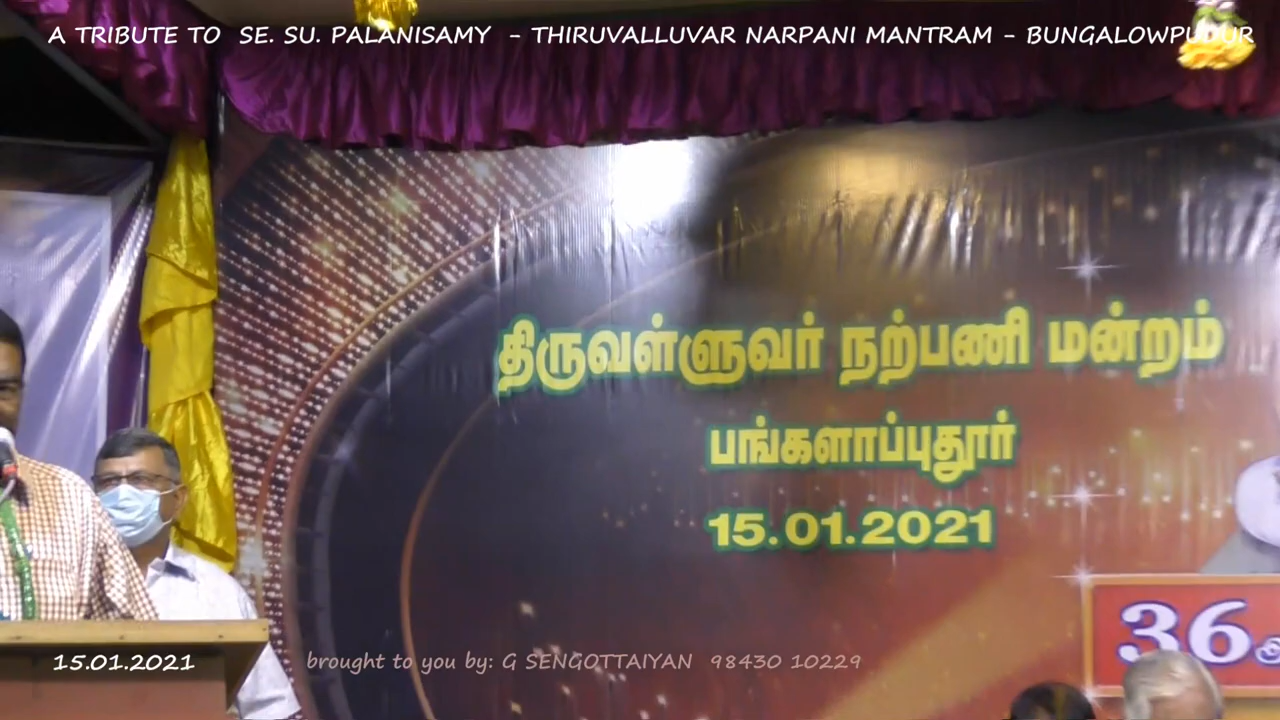 A TRIBUTE TO SE. SU. PALANISAMY - THIRUVALLUVAR NARPANI MANTRAM - BUNGALOWPUDUR
திருவள்ளுவர் நற்பணி மன்றம்
பங்களாப்புதூர்
15.01.2021
36
15.01.2021 brought to you by: G SENGOTTAIYAN 98430 10229